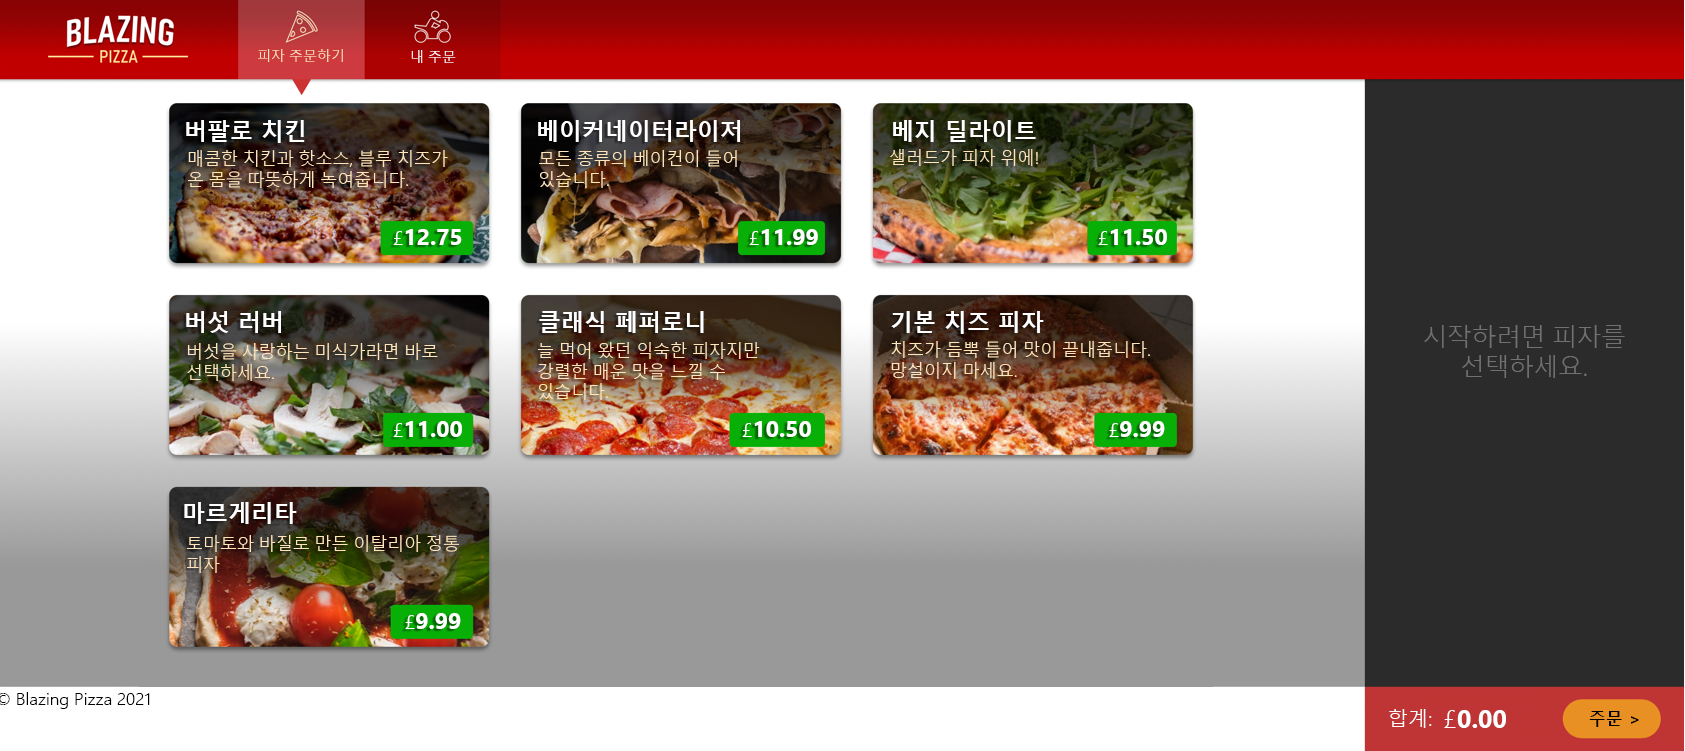 BLAZING
PIZZA
피자 주문하기
내 주문
버팔로 치킨
매콤한 치킨과 핫소스, 블루 치즈가
온 몸을 따뜻하게 녹여줍니다.
£12.75
베이커네이터라이저
모든 종류의 베이컨이 들어
있습니다.
£11.99
베지 딜라이트
샐러드가 피자 위에!
£11.50
버섯 러버
버섯을 사랑하는 미식가라면 바로
선택하세요.
£11.00
클래식 페퍼로니
늘 먹어 왔던 익숙한 피자지만
강렬한 매운 맛을 느낄 수
있습니다.
£10.50
기본 치즈 피자
치즈가 듬뿍 들어 맛이 끝내줍니다.
망설이지 마세요.
£9.99
마르게리타
토마토와 바질로 만든 이탈리아 정통
피자
£9.99
시작하려면 피자를
선택하세요.
© Blazing Pizza 2021
합계: £0.00
주문 >